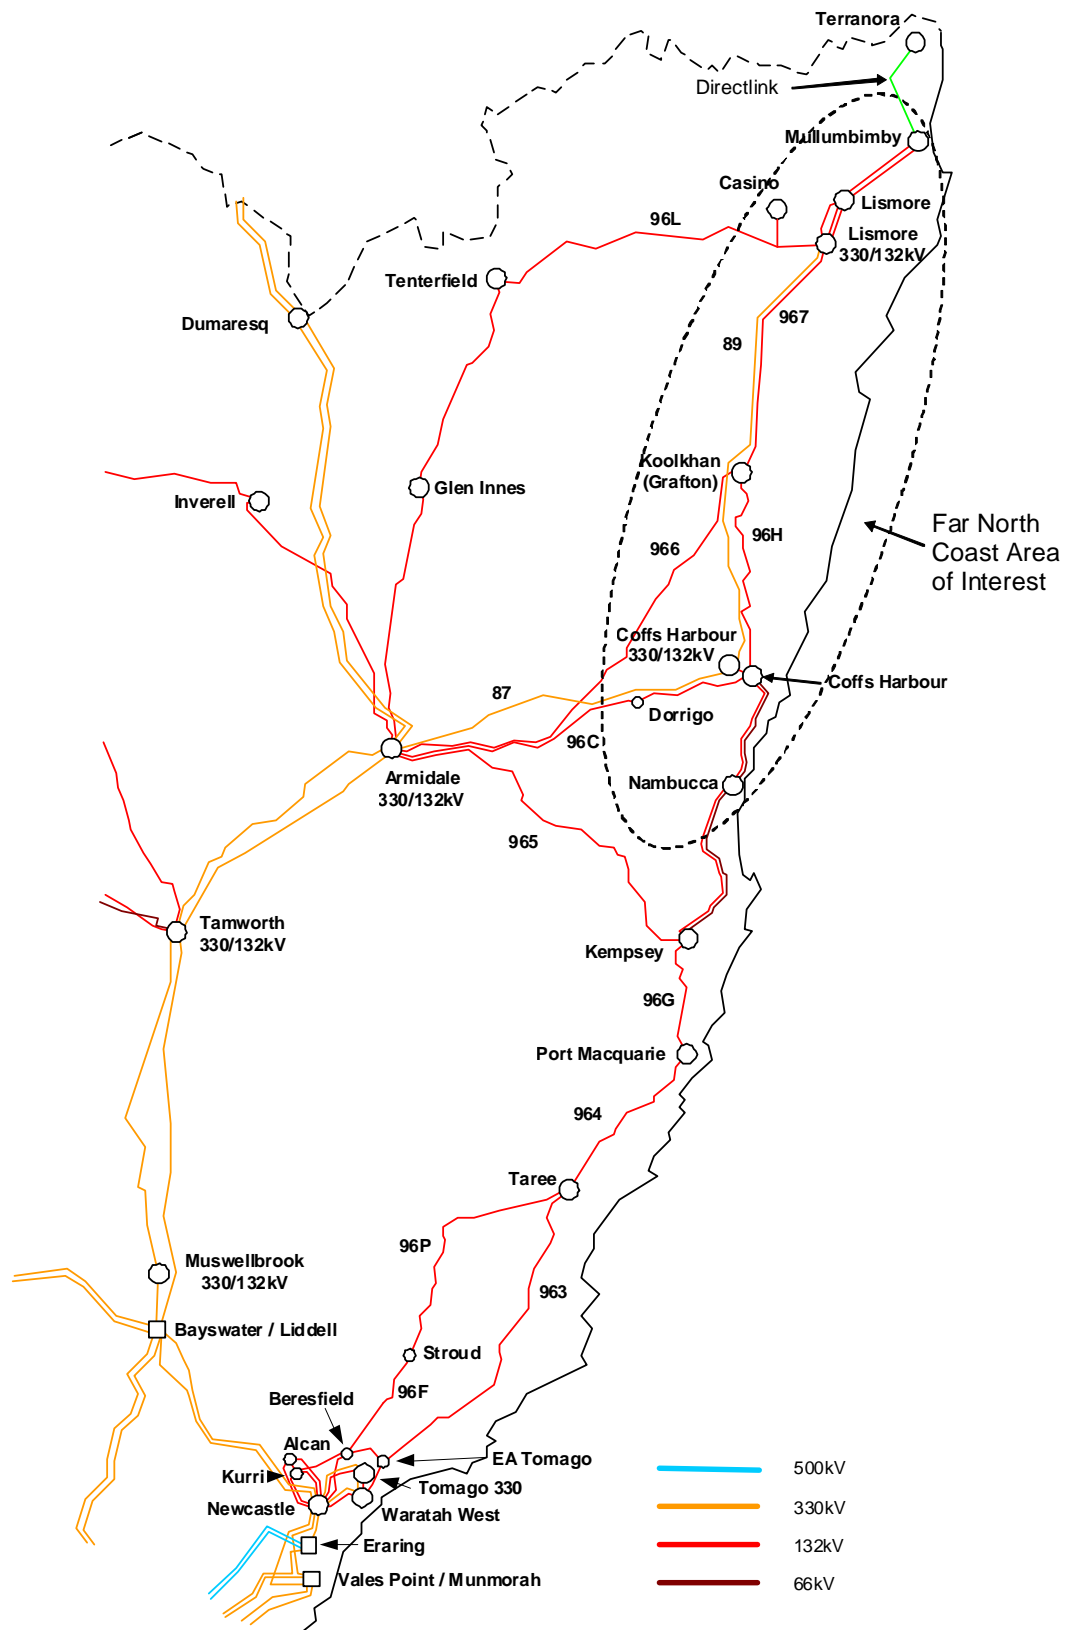 Terranora
Directlink
Mullumbimby
Casino
Lismore
96L
Lismore
330/132kV
Tenterfield
967
Dumaresq
89
Koolkhan
(Grafton)
Glen Innes
Inverell
Far North
Coast Area
of Interest
966
96H
Coffs Harbour
330/132kV
Coffs Harbour
87
Dorrigo
96C
Armidale
330/132kV
Nambucca
965
Tamworth
330/132kV
Kempsey
96G
Port Macquarie
964
Taree
96P
Muswellbrook
330/132kV
963
Bayswater / Liddell
Stroud
96F
Beresfield
Alcan
EA Tomago
Kurri
Tomago 330
Newcastle
Waratah West
Eraring
Vales Point / Munmorah
500kV
330kV
132kV
66kV